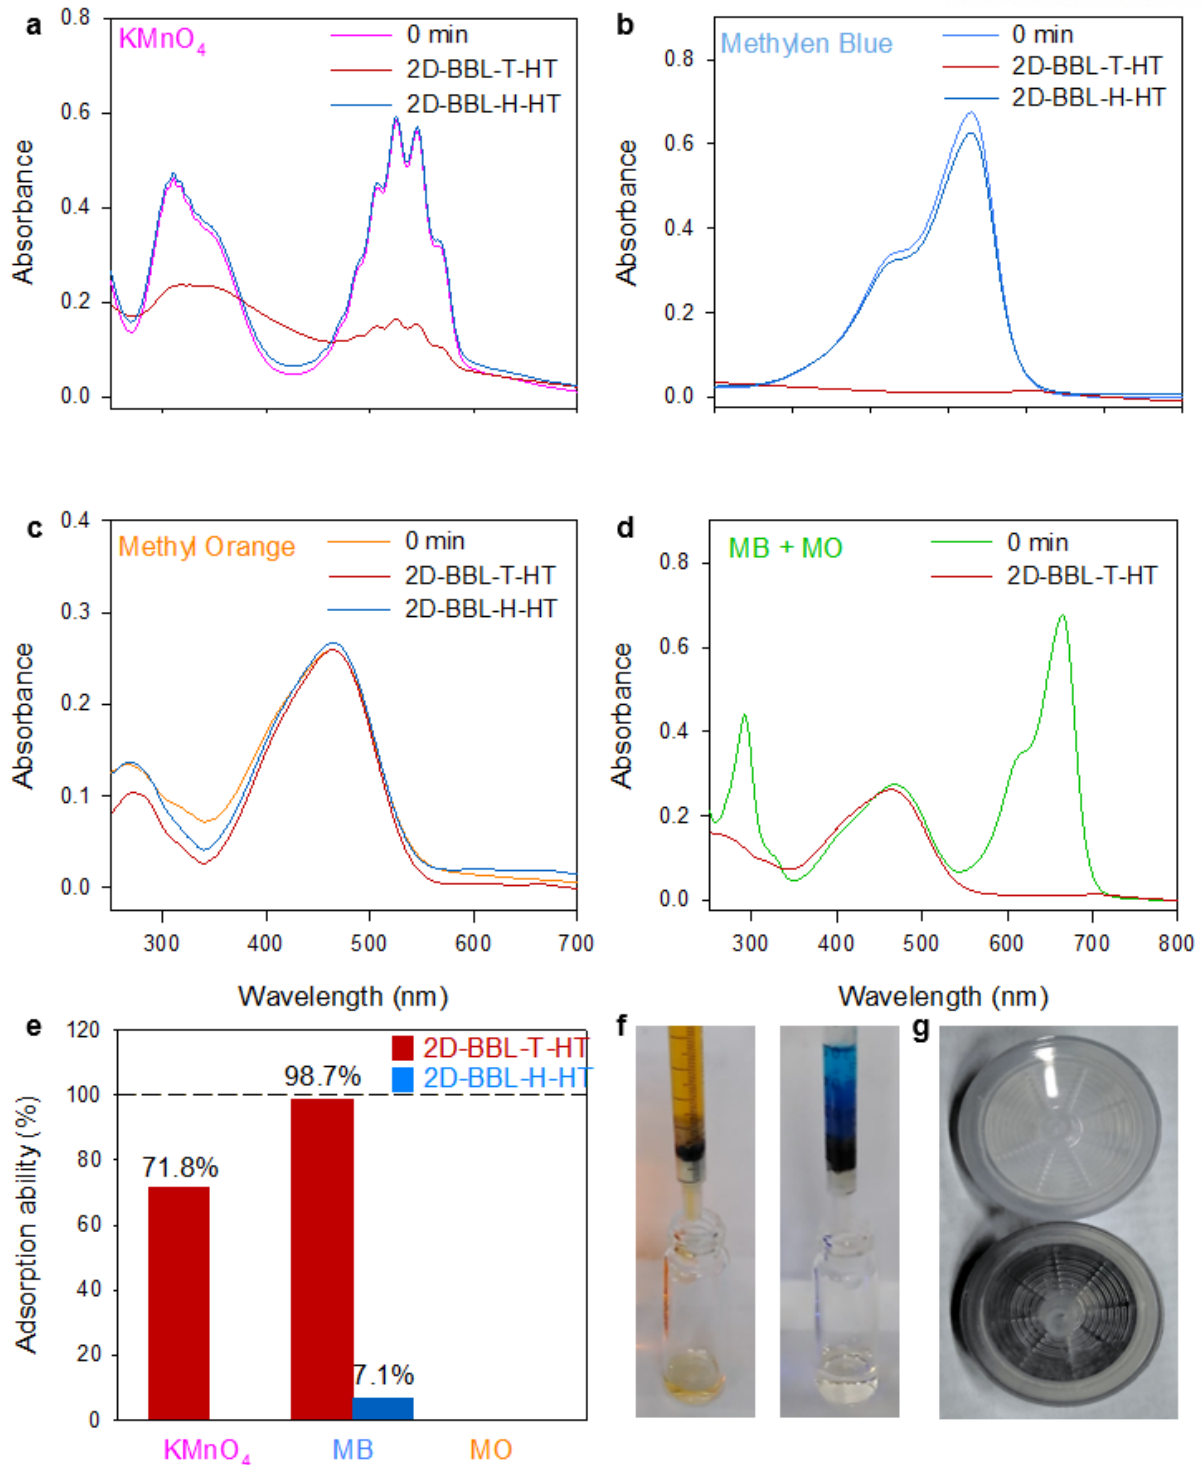 a
KMnO₄
0 min
2D-BBL-T-HT
2D-BBL-H-HT
Absorbance
0.8
0.6
0.4
0.2
0.0
b
Methylen Blue
0 min
2D-BBL-T-HT
2D-BBL-H-HT
Absorbance
0.8
0.6
0.4
0.2
0.0
c
Methyl Orange
0 min
2D-BBL-T-HT
2D-BBL-H-HT
Absorbance
0.4
0.3
0.2
0.1
0.0
300 400 500 600 700
Wavelength (nm)
d
MB + MO
0 min
2D-BBL-T-HT
Absorbance
0.8
0.6
0.4
0.2
0.0
300 400 500 600 700 800
Wavelength (nm)
e
2D-BBL-T-HT
2D-BBL-H-HT
Adsorption ability (%)
120
100
80
60
40
20
0
71.8%
98.7%
7.1%
KMnO₄ MB MO
f
g